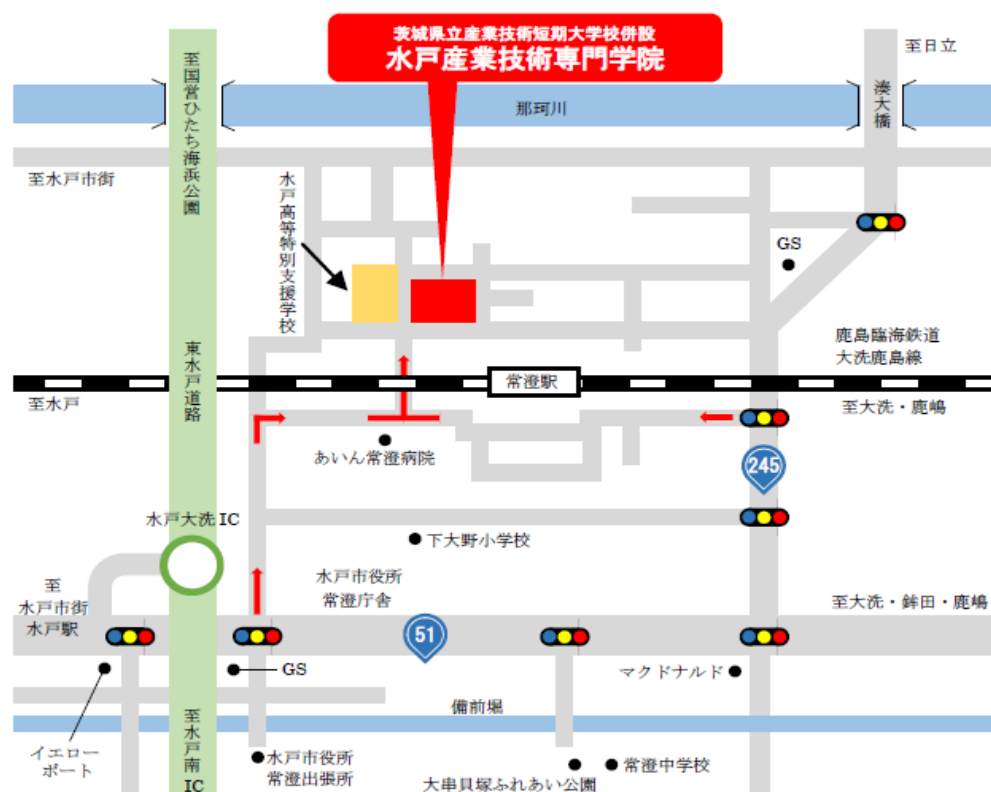 茨城県立産業技術短期大学校併設
水戸産業技術専門学院
至日立
至国営ひたち海浜公園
那珂川
湊大橋
至水戸市街
水戸高等特別支援学校
GS
東水戸道路
鹿島臨海鉄道
大洗鹿島線
常澄駅
至水戸
至大洗・鹿嶋
あいん常澄病院
245
水戸大洗IC
下大野小学校
水戸市役所
常澄庁舎
至
水戸市街
水戸駅
至大洗・鉾田・鹿嶋
51
GS
マクドナルド
備前堀
至水戸南IC
イエロー
ポート
水戸市役所
常澄出張所
大串貝塚ふれあい公園
常澄中学校